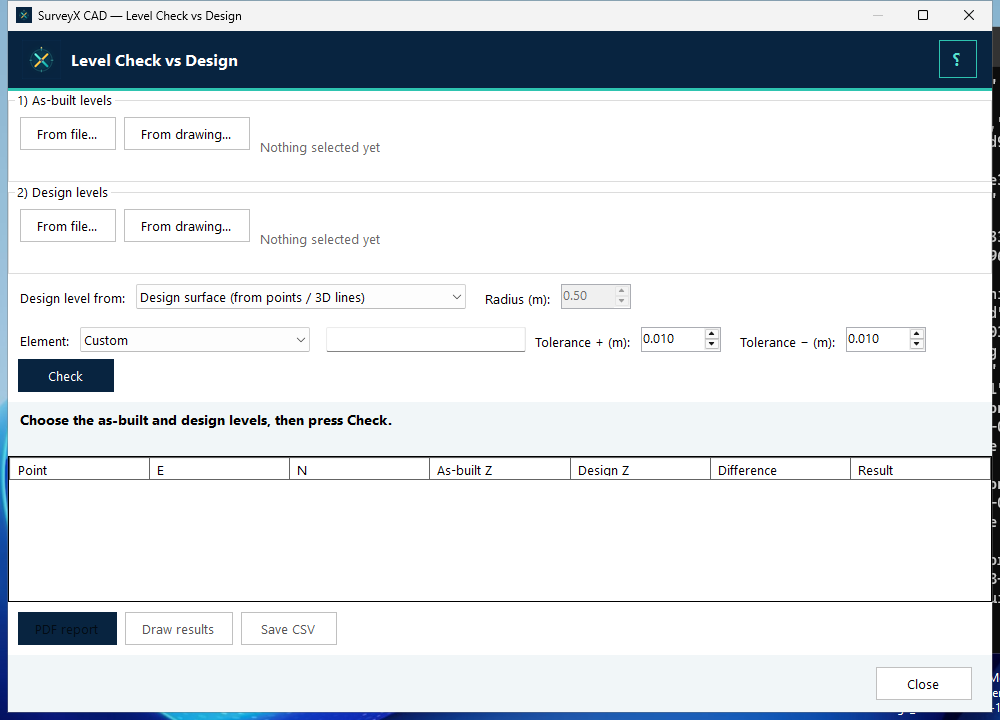 SurveyX CAD — Level Check vs Design
Level Check vs Design
؟
1) As-built levels
From file... From drawing... Nothing selected yet
2) Design levels
From file... From drawing... Nothing selected yet
Design level from: Design surface (from points / 3D lines) Radius (m): 0.50
Element: Custom Tolerance + (m): 0.010 Tolerance − (m): 0.010
Check
Choose the as-built and design levels, then press Check.
Point E N As-built Z Design Z Difference Result
PDF report Draw results Save CSV
Close